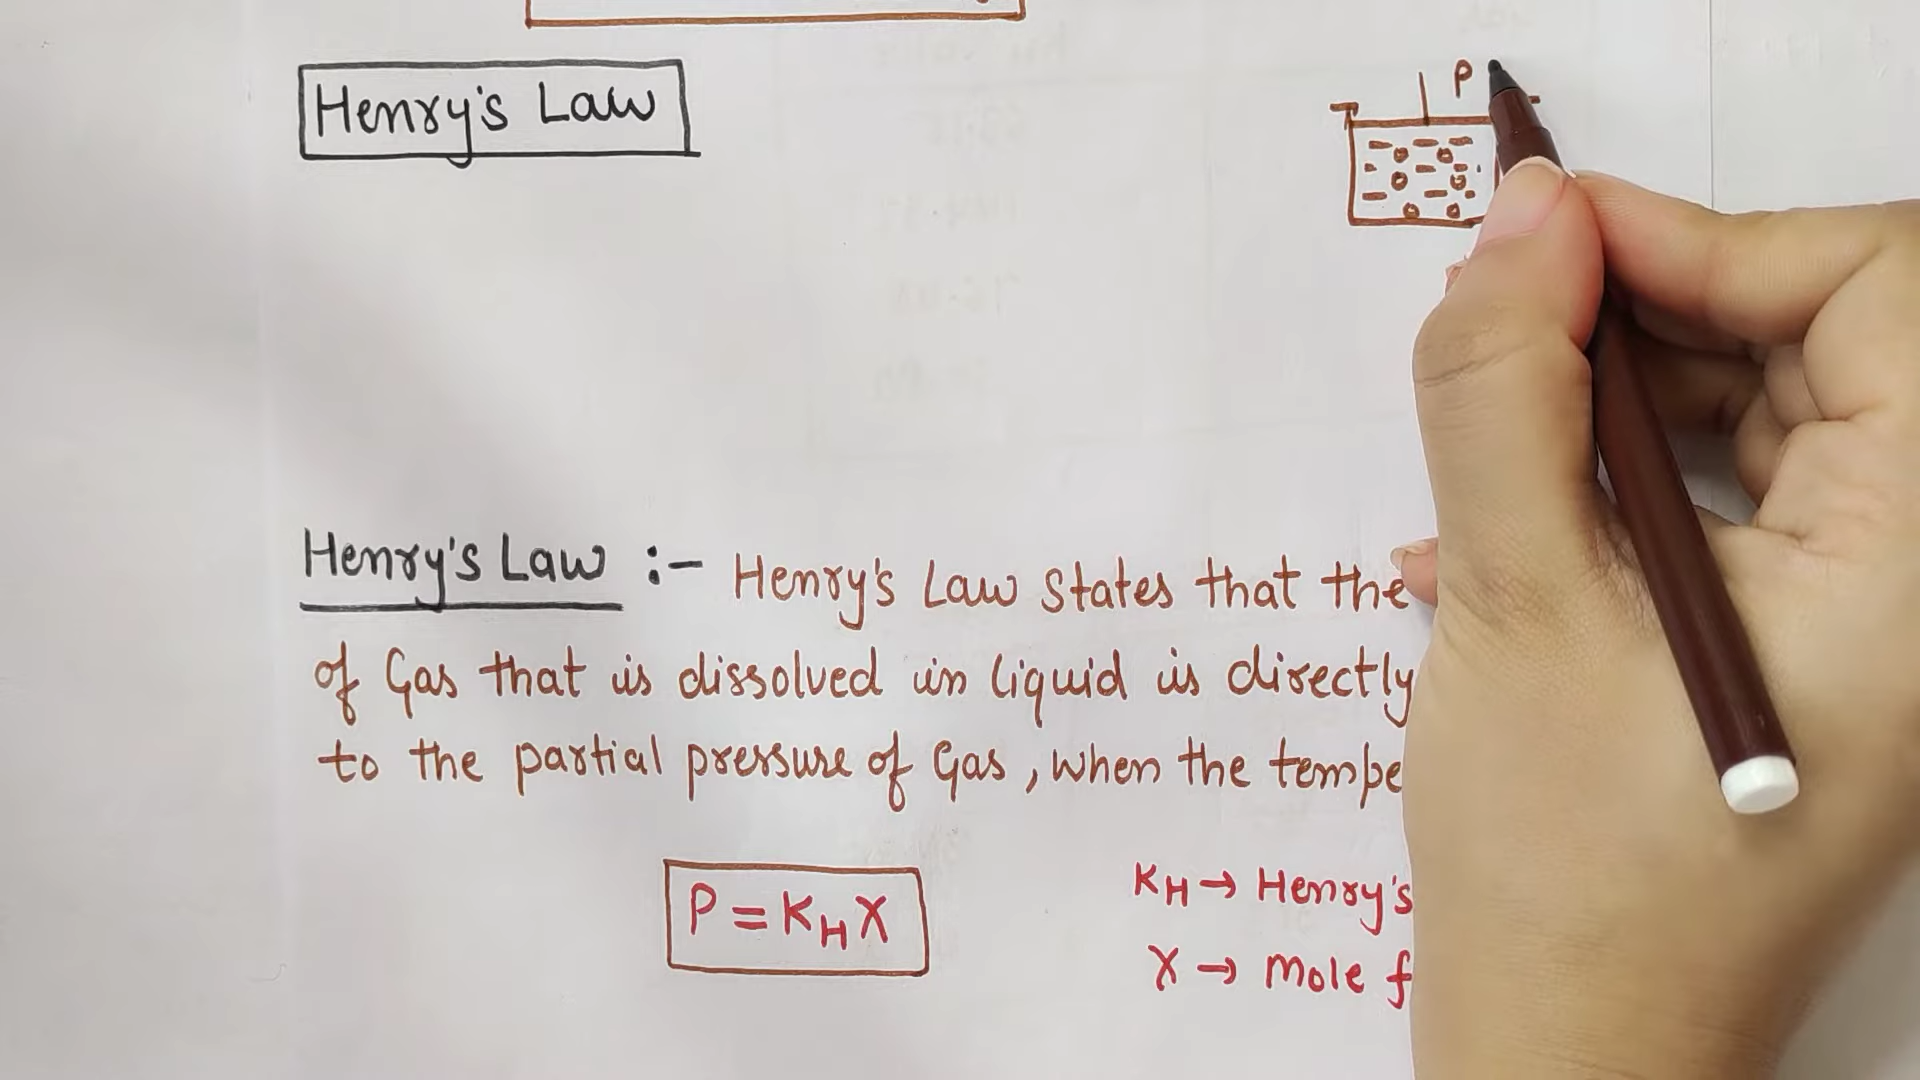 Henry's Law
P
Henry's Law :- Henry's Law States that the
of Gas that is dissolved in liquid is directly
to the partial pressure of Gas, when the tempe
P = KHX
KH → Henry's
X → Mole f